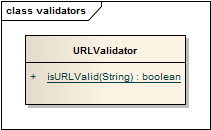 class validators
URLValidator
+ isURLValid(String) : boolean